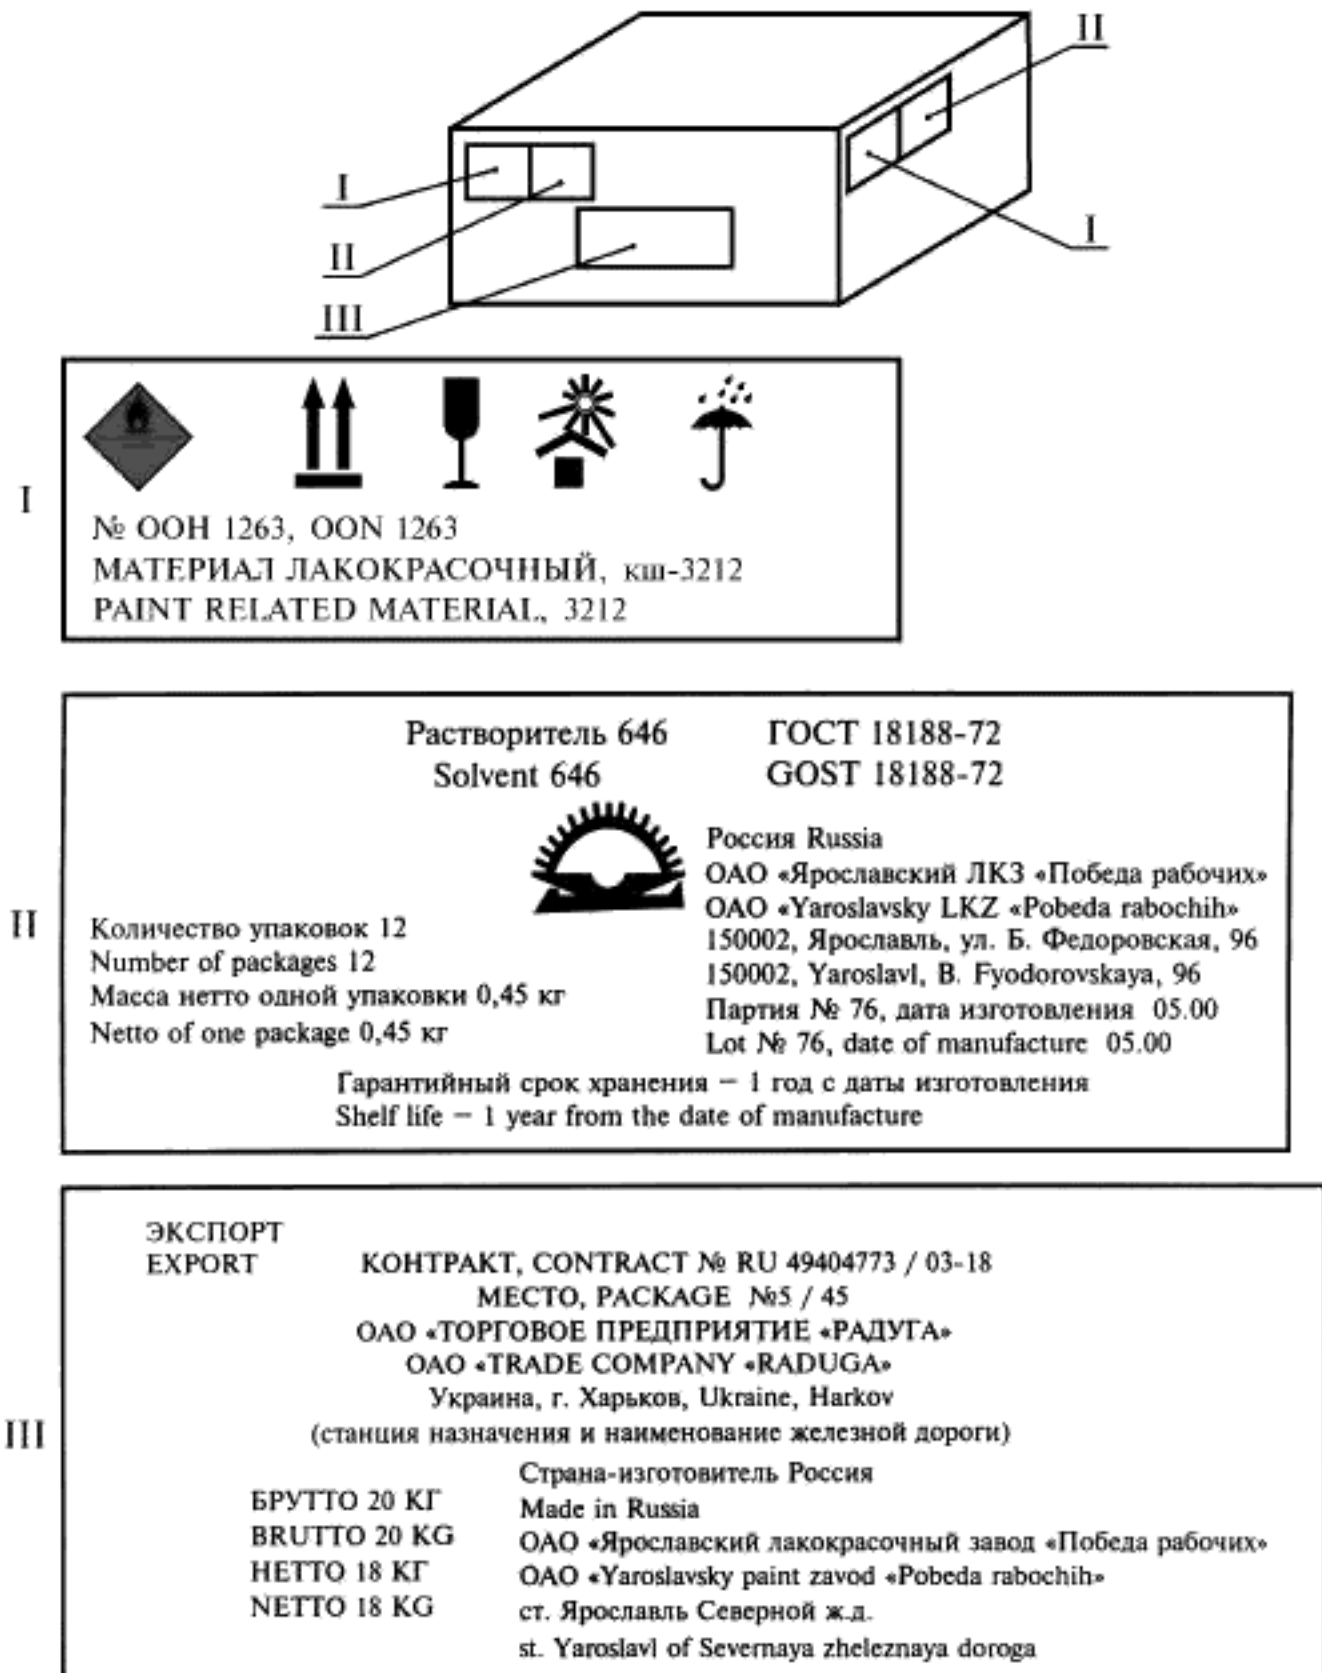 II
I
II
I
III
I
№ ООН 1263, OON 1263
МАТЕРИАЛ ЛАКОКРАСОЧНЫЙ, кш-3212
PAINT RELATED MATERIAL, 3212
II
Растворитель 646 ГОСТ 18188-72
Solvent 646 GOST 18188-72
Россия Russia
ОАО «Ярославский ЛКЗ «Победа рабочих»
ОАО «Yaroslavsky LKZ «Pobeda rabochih»
150002, Ярославль, ул. Б. Федоровская, 96
150002, Yaroslavl, B. Fyodorovskaya, 96
Партия № 76, дата изготовления 05.00
Lot № 76, date of manufacture 05.00
Количество упаковок 12
Number of packages 12
Масса нетто одной упаковки 0,45 кг
Netto of one package 0,45 кг
Гарантийный срок хранения — 1 год с даты изготовления
Shelf life — 1 year from the date of manufacture
III
ЭКСПОРТ
EXPORT КОНТРАКТ, CONTRACT № RU 49404773 / 03-18
МЕСТО, PACKAGE №5 / 45
ОАО «ТОРГОВОЕ ПРЕДПРИЯТИЕ «РАДУГА»
ОАО «TRADE COMPANY «RADUGA»
Украина, г. Харьков, Ukraine, Harkov
(станция назначения и наименование железной дороги)
БРУТТО 20 КГ
BRUTTO 20 KG
НЕТТО 18 КГ
NETTO 18 KG
Страна-изготовитель Россия
Made in Russia
ОАО «Ярославский лакокрасочный завод «Победа рабочих»
ОАО «Yaroslavsky paint zavod «Pobeda rabochih»
ст. Ярославль Северной ж.д.
st. Yaroslavl of Severnaya zheleznaya doroga